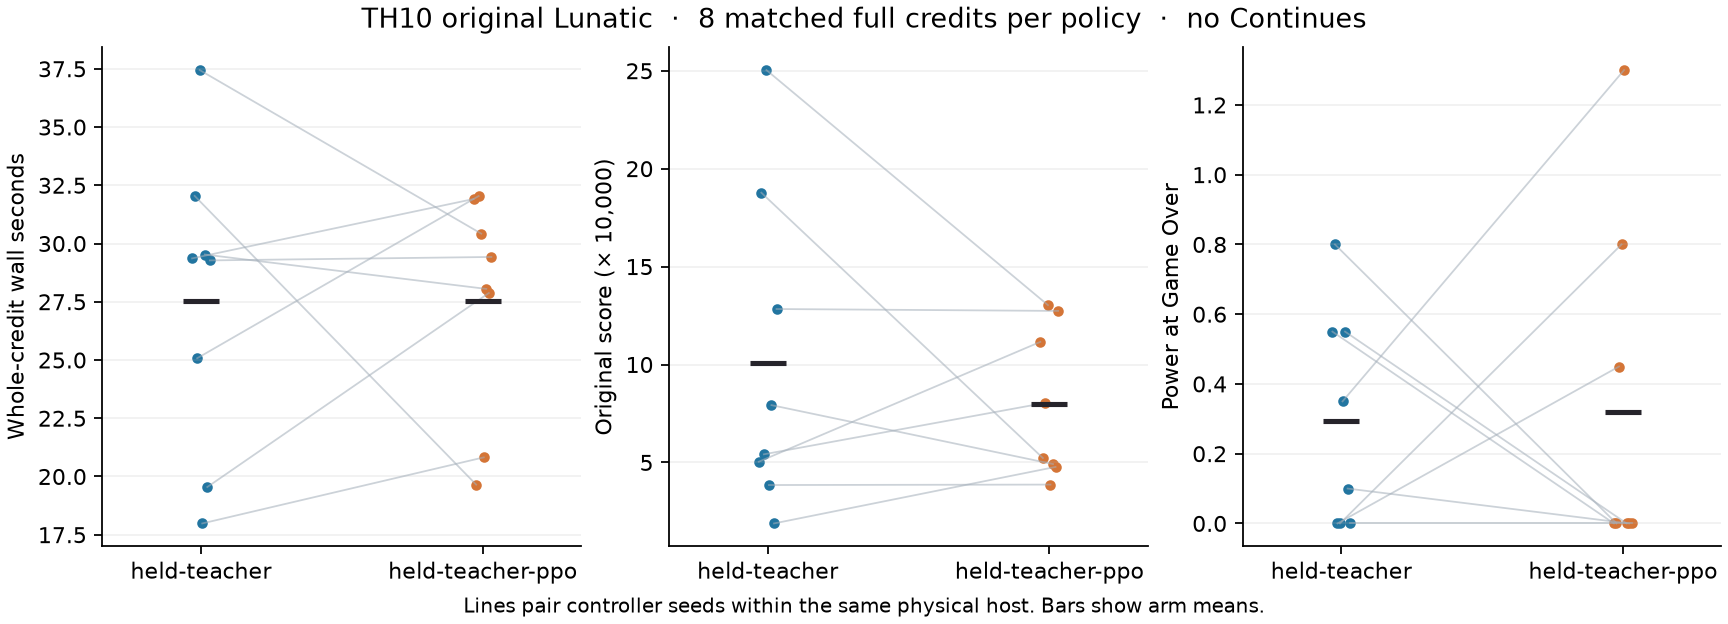 TH10 original Lunatic · 8 matched full credits per policy · no Continues
Whole-credit wall seconds
37.5
35.0
32.5
30.0
27.5
25.0
22.5
20.0
17.5
held-teacher
held-teacher-ppo
Original score (× 10,000)
25
20
15
10
5
held-teacher
held-teacher-ppo
Power at Game Over
1.2
1.0
0.8
0.6
0.4
0.2
0.0
held-teacher
held-teacher-ppo
Lines pair controller seeds within the same physical host. Bars show arm means.